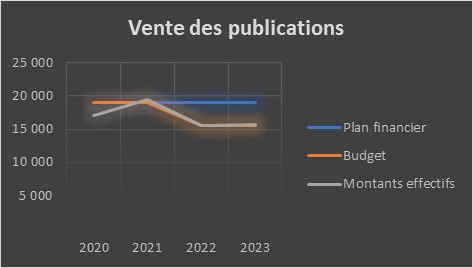 Vente des publications
25 000
20 000
15 000
10 000
5 000
2020 2021 2022 2023
Plan financier
Budget
Montants effectifs